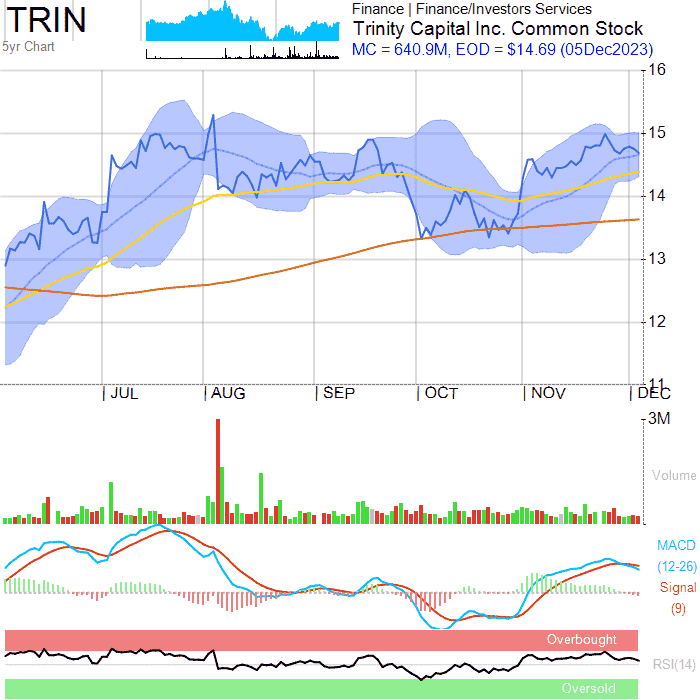 TRIN
5yr Chart
Finance | Finance/Investors Services
Trinity Capital Inc. Common Stock
MC = 640.9M, EOD = $14.69 (05Dec2023)
16
15
14
13
12
11
JUL AUG SEP OCT NOV DEC
3M
Volume
MACD
(12-26)
Signal
(9)
Overbought
RSI(14)
Oversold